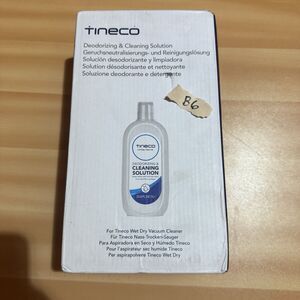 Tineco
Deodorizing & Cleaning Solution
Geruchsneutralisierungs- und Reinigungslösung
Solución desodorizante y limpiadora
Solution désodorisante et nettoyante
Soluzione deodorante e detergente
B6
Tineco
DEODORIZING &
CLEANING
SOLUTION
For Tineco Wet Dry Vacuum Cleaner
Für Tineco Nass-Trocken-Sauger
Para Aspiradora en Seco y Húmedo Tineco
Pour l'aspirateur sec humide Tineco
Per aspirapolvere Tineco Wet Dry